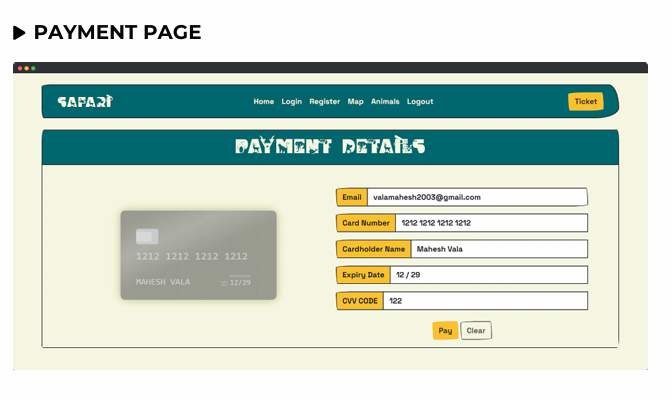 PAYMENT PAGE
SAFARI
Home Login Register Map Animals Logout
Ticket
PAYMENT DETAILS
Email valamahesh2003@gmail.com
Card Number 1212 1212 1212 1212
Cardholder Name Mahesh Vala
Expiry Date 12 / 29
CVV CODE 122
1212 1212 1212 1212
MAHESH VALA 12/29
Pay Clear